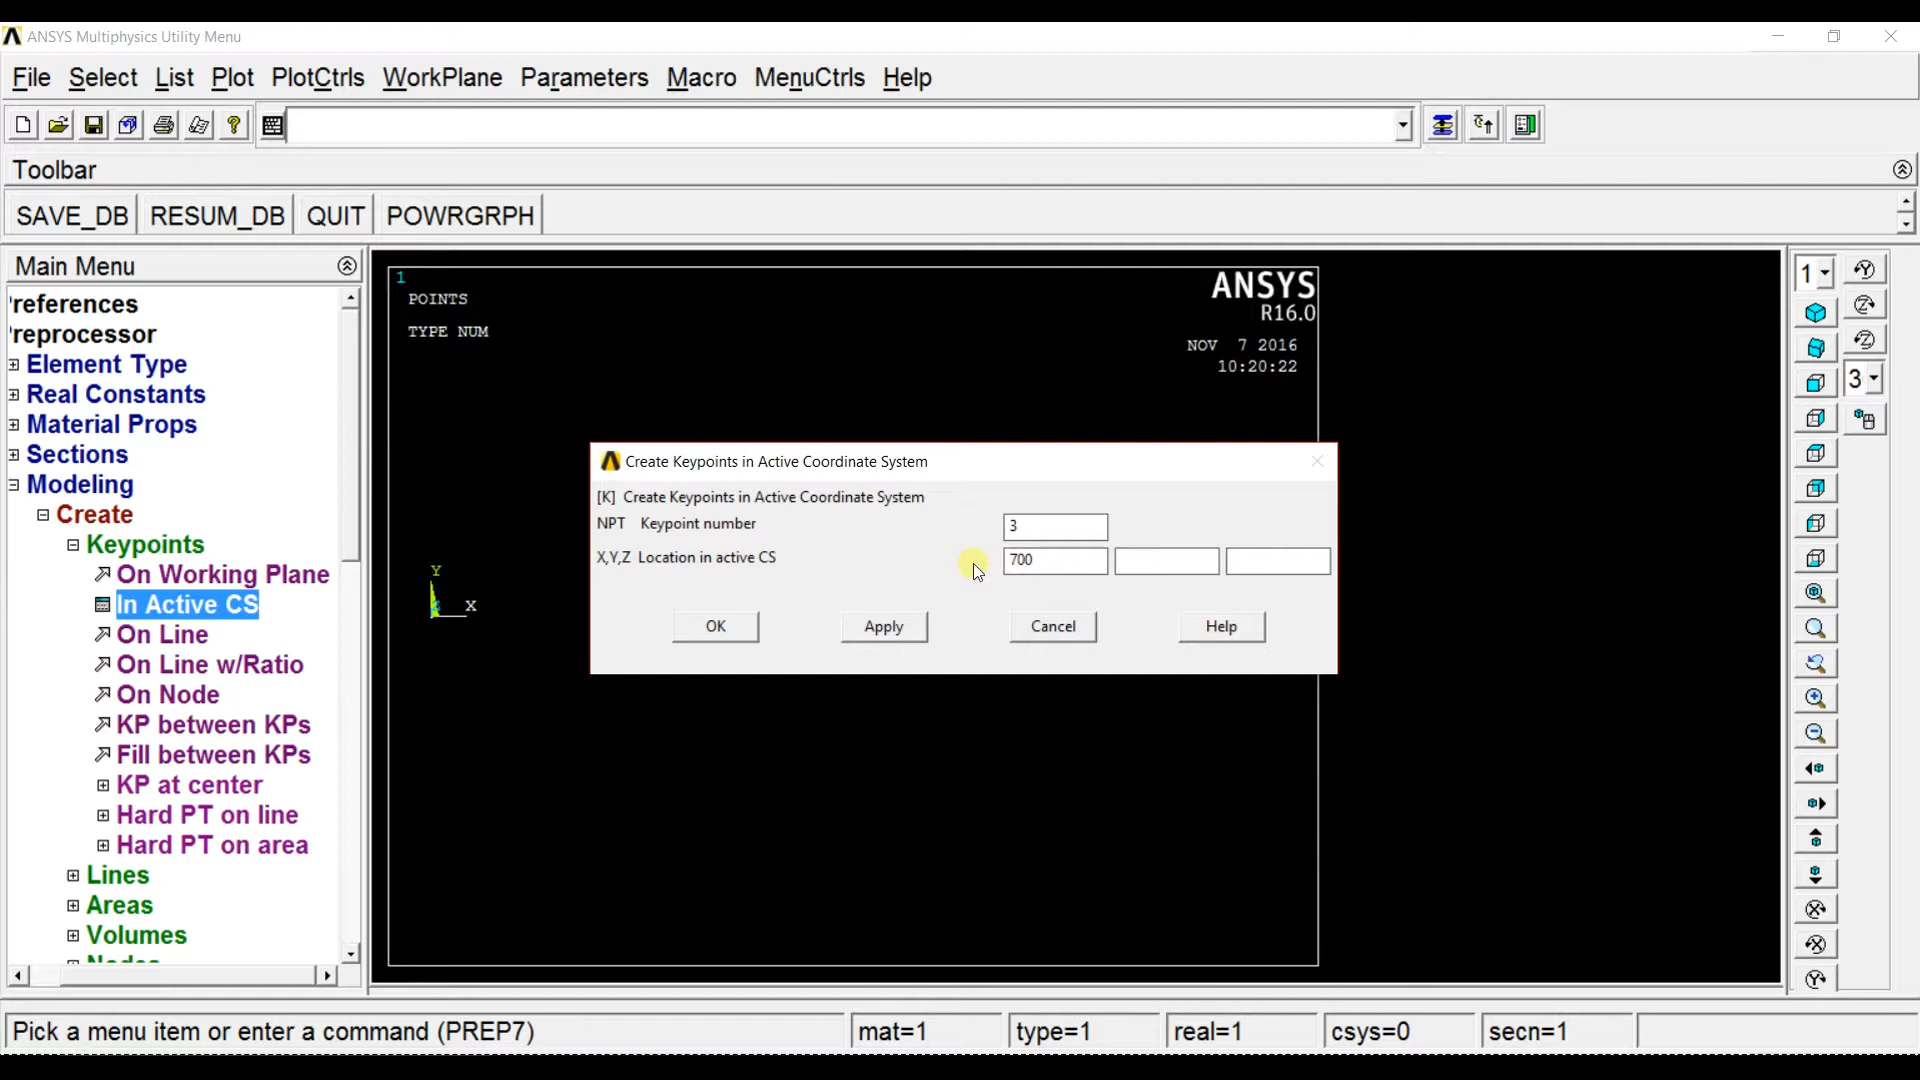 ANSYS Multiphysics Utility Menu
File Select List Plot PlotCtrls WorkPlane Parameters Macro MenuCtrls Help
Toolbar
SAVE_DB RESUM_DB QUIT POWRGRPH
Main Menu
references
reprocessor
Element Type
Real Constants
Material Props
Sections
Modeling
Create
Keypoints
On Working Plane
In Active CS
On Line
On Line w/Ratio
On Node
KP between KPs
Fill between KPs
KP at center
Hard PT on line
Hard PT on area
Lines
Areas
Volumes
1
POINTS
TYPE NUM
ANSYS
R16.0
NOV 7 2016
10:20:22
Y
X
Create Keypoints in Active Coordinate System
[K] Create Keypoints in Active Coordinate System
NPT Keypoint number 3
X,Y,Z Location in active CS 700
OK Apply Cancel Help
1
3
Pick a menu item or enter a command (PREP7) mat=1 type=1 real=1 csys=0 secn=1